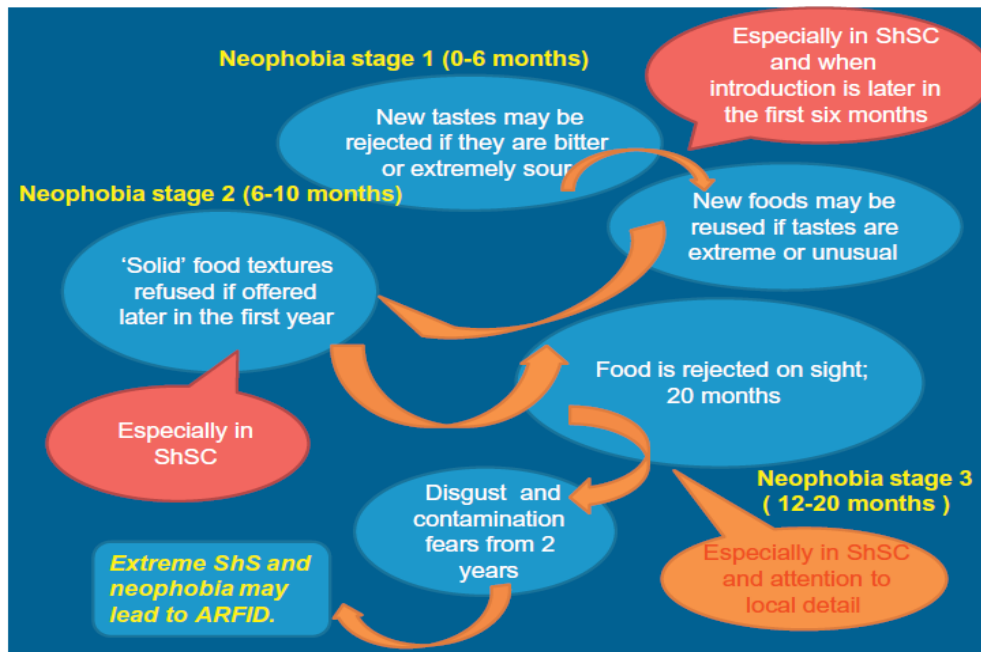 Neophobia stage 1 (0-6 months)
New tastes may be
rejected if they are bitter
or extremely sour
Especially in ShSC
and when
introduction is later in
the first six months
Neophobia stage 2 (6-10 months)
New foods may be
reused if tastes are
extreme or unusual
‘Solid’ food textures
refused if offered
later in the first year
Especially in
ShSC
Food is rejected on sight;
20 months
Neophobia stage 3
( 12-20 months )
Especially in ShSC
and attention to
local detail
Disgust and
contamination
fears from 2
years
Extreme ShS and
neophobia may
lead to ARFID.